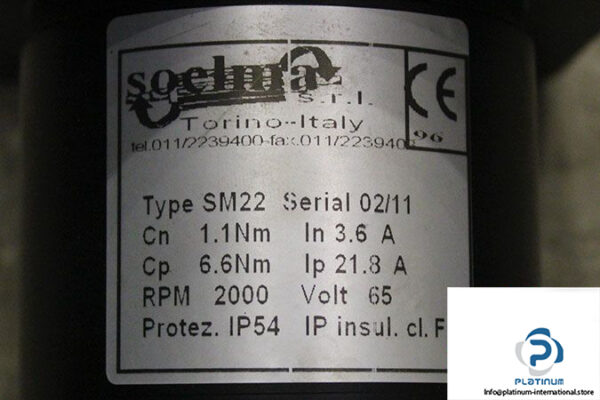 soelma
s.r.l.
CE
96
Torino-Italy
tel.011/2239400-fax.011/2239403
Type SM22 Serial 02/11
Cn 1.1Nm In 3.6 A
Cp 6.6Nm Ip 21.8 A
RPM 2000 Volt 65
Protez. IP54 IP insul. cl. F
PLATINUM
Info@platinum-international.store